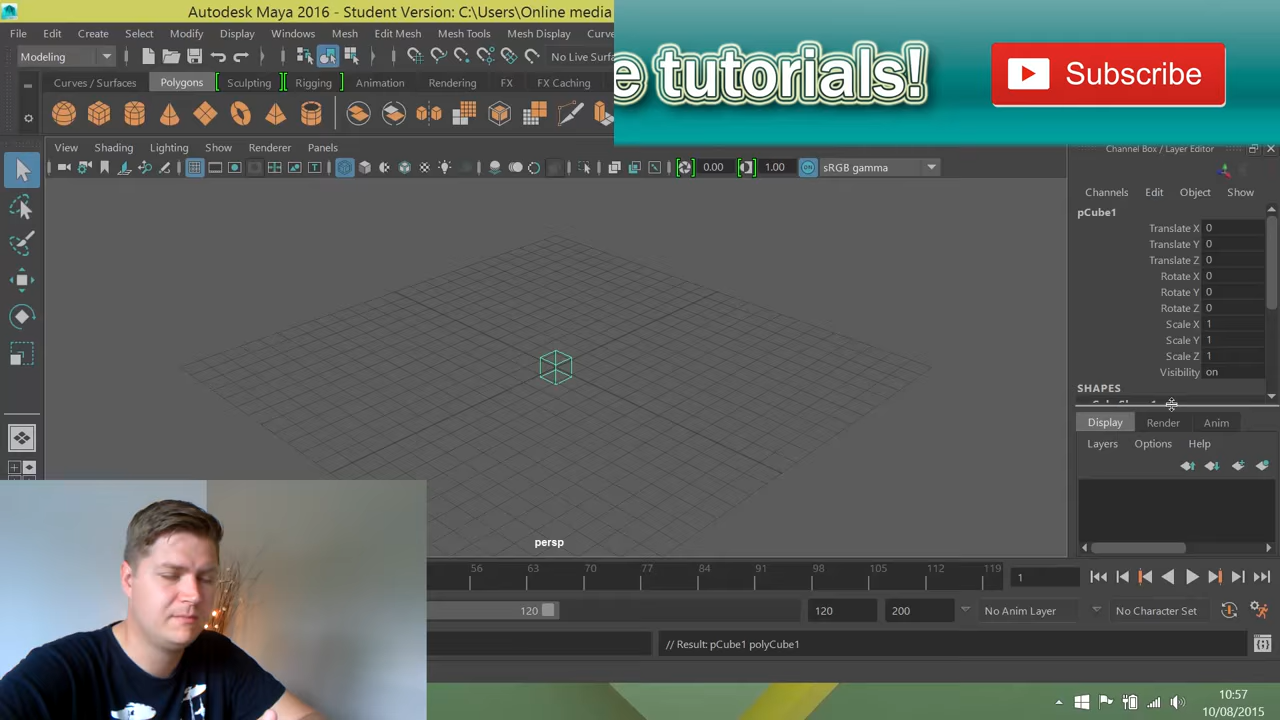 Autodesk Maya 2016 - Student Version: C:\Users\Online media
File Edit Create Select Modify Display Windows Mesh Edit Mesh Mesh Tools Mesh Display
Modeling No Live Surfa
Curves / Surfaces Polygons Sculpting Rigging Animation Rendering FX FX Caching
e tutorials!
Subscribe
View Shading Lighting Show Renderer Panels
0.00 1.00 ON sRGB gamma
Channel Box / Layer Editor
Channels Edit Object Show
pCube1
Translate X 0
Translate Y 0
Translate Z 0
Rotate X 0
Rotate Y 0
Rotate Z 0
Scale X 1
Scale Y 1
Scale Z 1
Visibility on
SHAPES
Display Render Anim
Layers Options Help
persp
56 63 70 77 84 91 98 105 112 119 1
120 120 200 No Anim Layer No Character Set
// Result: pCube1 polyCube1
10:57
10/08/2015